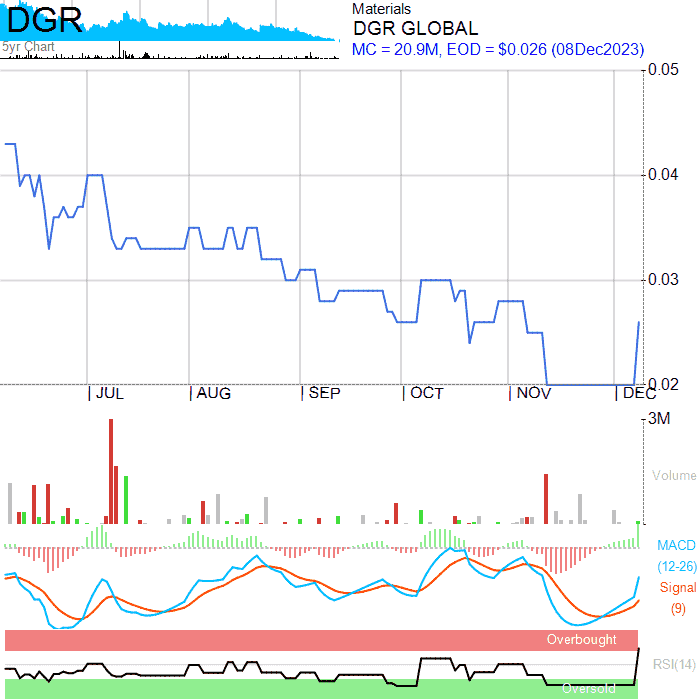 DGR
5yr Chart
Materials
DGR GLOBAL
MC = 20.9M, EOD = $0.026 (08Dec2023)
0.05
0.04
0.03
0.02
JUL AUG SEP OCT NOV DEC
3M
Volume
MACD
(12-26)
Signal
(9)
Overbought
RSI(14)
Oversold